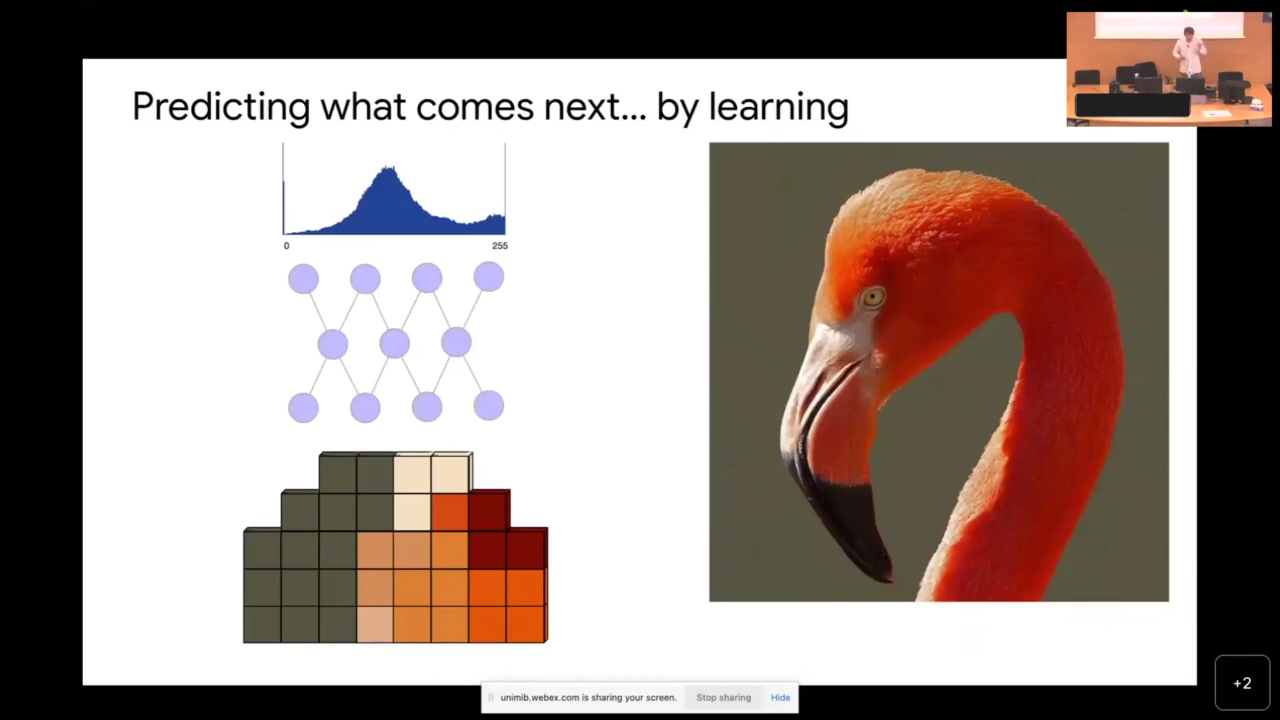 Predicting what comes next... by learning
0
255
unimib.webex.com is sharing your screen. Stop sharing Hide
+2